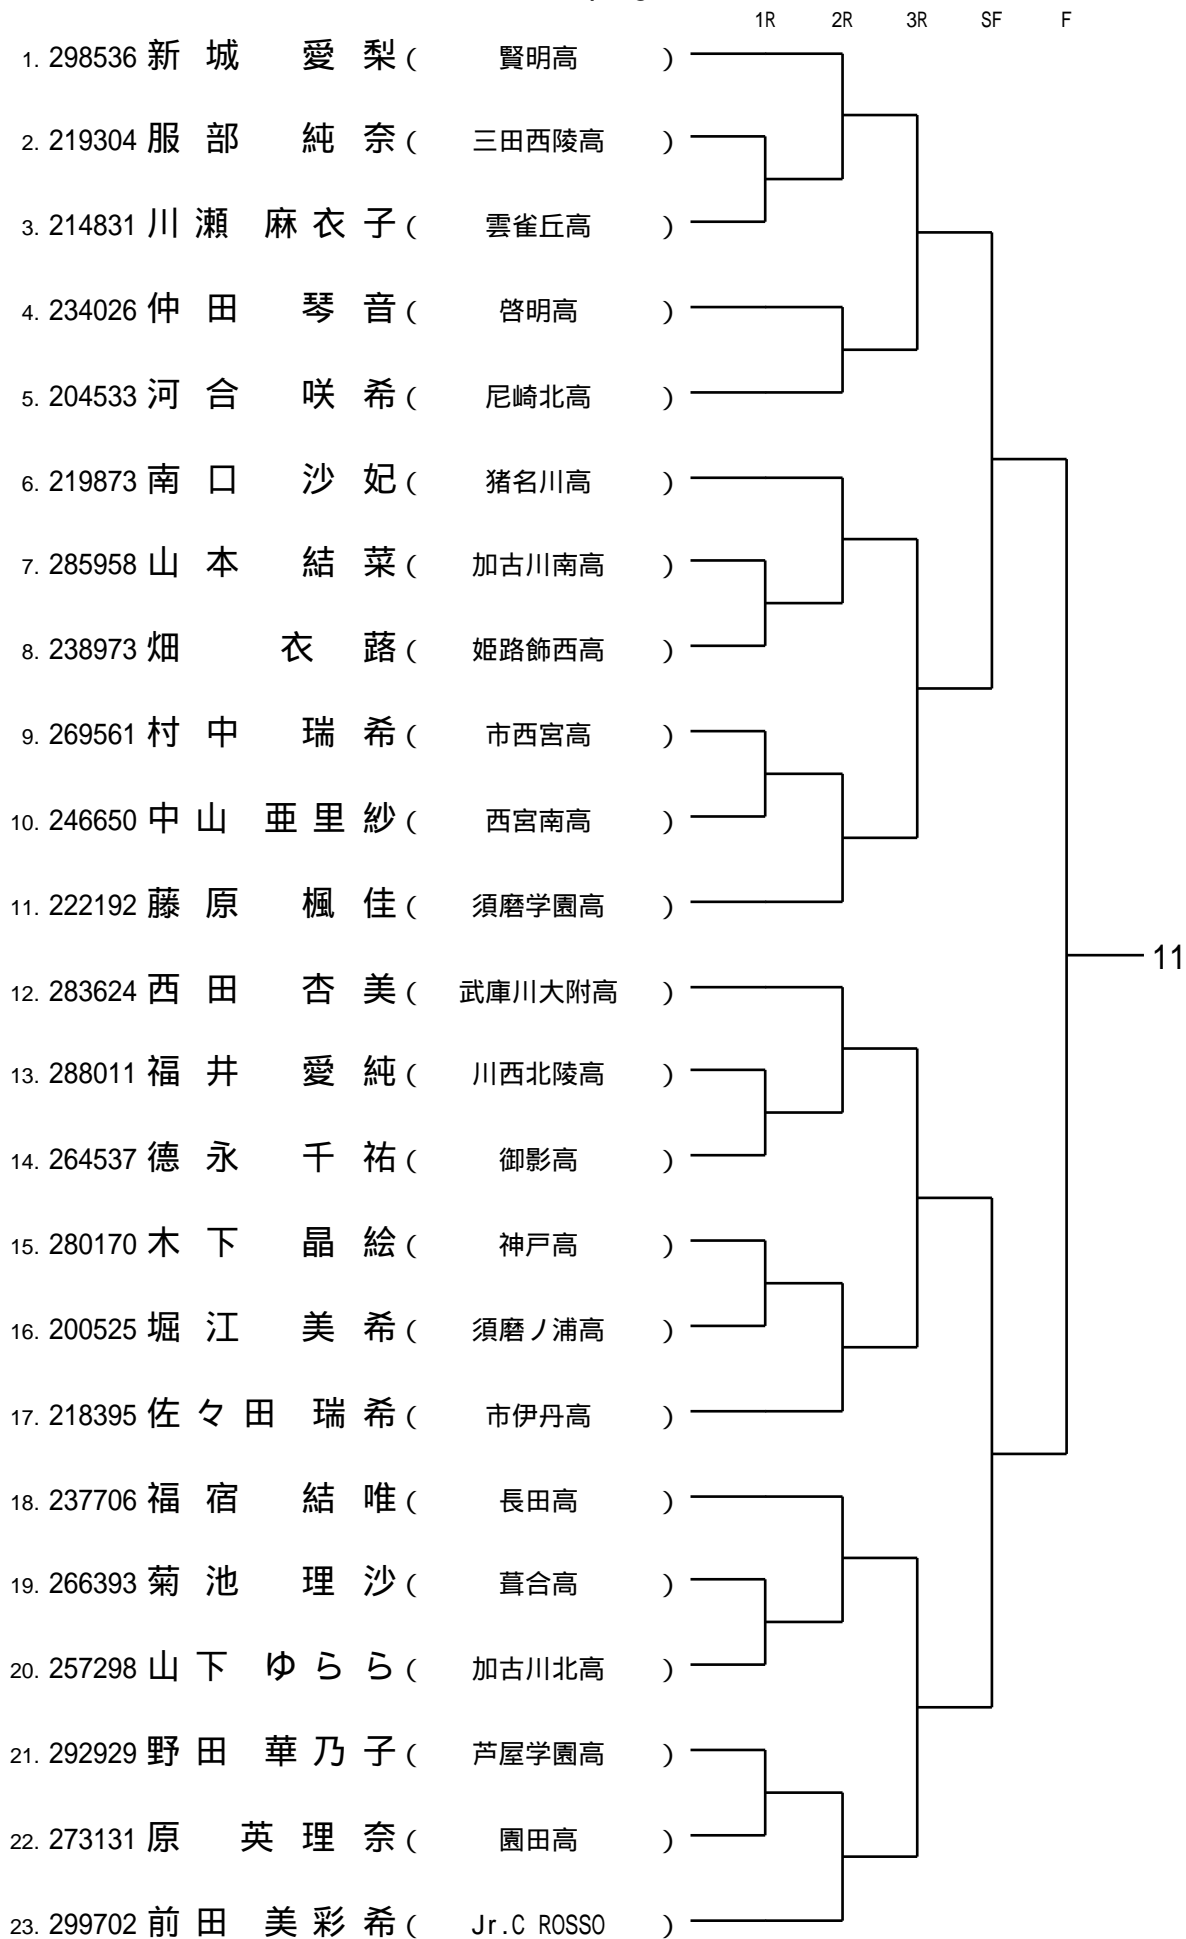 1R 2R 3R SF F
1. 298536 新城 愛梨 ( 賢明高 )
2. 219304 服部 純奈 ( 三田西陵高 )
3. 214831 川瀬 麻衣子 ( 雲雀丘高 )
4. 234026 仲田 琴音 ( 啓明高 )
5. 204533 河合 咲希 ( 尼崎北高 )
6. 219873 南口 沙妃 ( 猪名川高 )
7. 285958 山本 結菜 ( 加古川南高 )
8. 238973 畑 衣蕗 ( 姫路飾西高 )
9. 269561 村中 瑞希 ( 市西宮高 )
10. 246650 中山 亜里紗 ( 西宮南高 )
11. 222192 藤原 楓佳 ( 須磨学園高 )
11
12. 283624 西田 杏美 ( 武庫川大附高 )
13. 288011 福井 愛純 ( 川西北陵高 )
14. 264537 德永 千祐 ( 御影高 )
15. 280170 木下 晶絵 ( 神戸高 )
16. 200525 堀江 美希 ( 須磨ノ浦高 )
17. 218395 佐々田 瑞希 ( 市伊丹高 )
18. 237706 福宿 結唯 ( 長田高 )
19. 266393 菊池 理沙 ( 葺合高 )
20. 257298 山下 ゆらら ( 加古川北高 )
21. 292929 野田 華乃子 ( 芦屋学園高 )
22. 273131 原 英理奈 ( 園田高 )
23. 299702 前田 美彩希 ( Jr.C ROSSO )